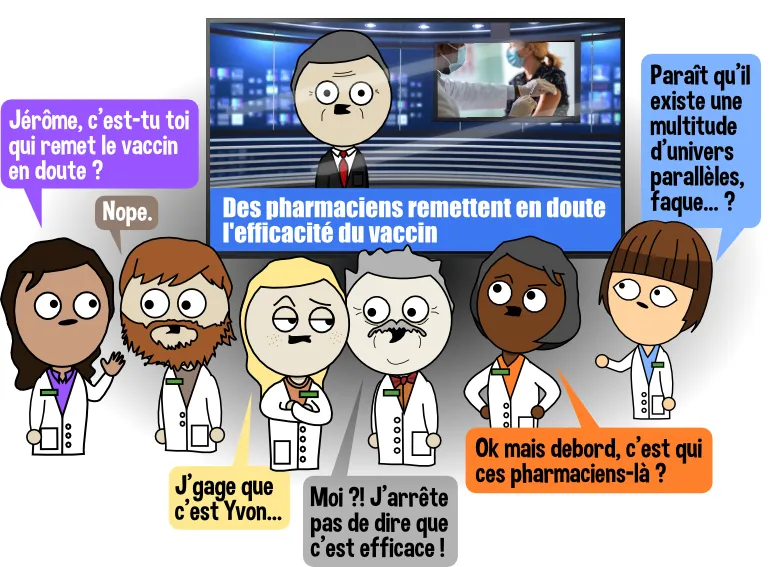 Des pharmaciens remettent en doute
l'efficacité du vaccin
Jérôme, c'est-tu toi
qui remet le vaccin
en doute ?
Nope.
J'gage que
c'est Yvon...
Moi ?! J'arrête
pas de dire que
c'est efficace !
Ok mais debord, c'est qui
ces pharmaciens-là ?
Paraît qu'il
existe une
multitude
d'univers
parallèles,
faque... ?